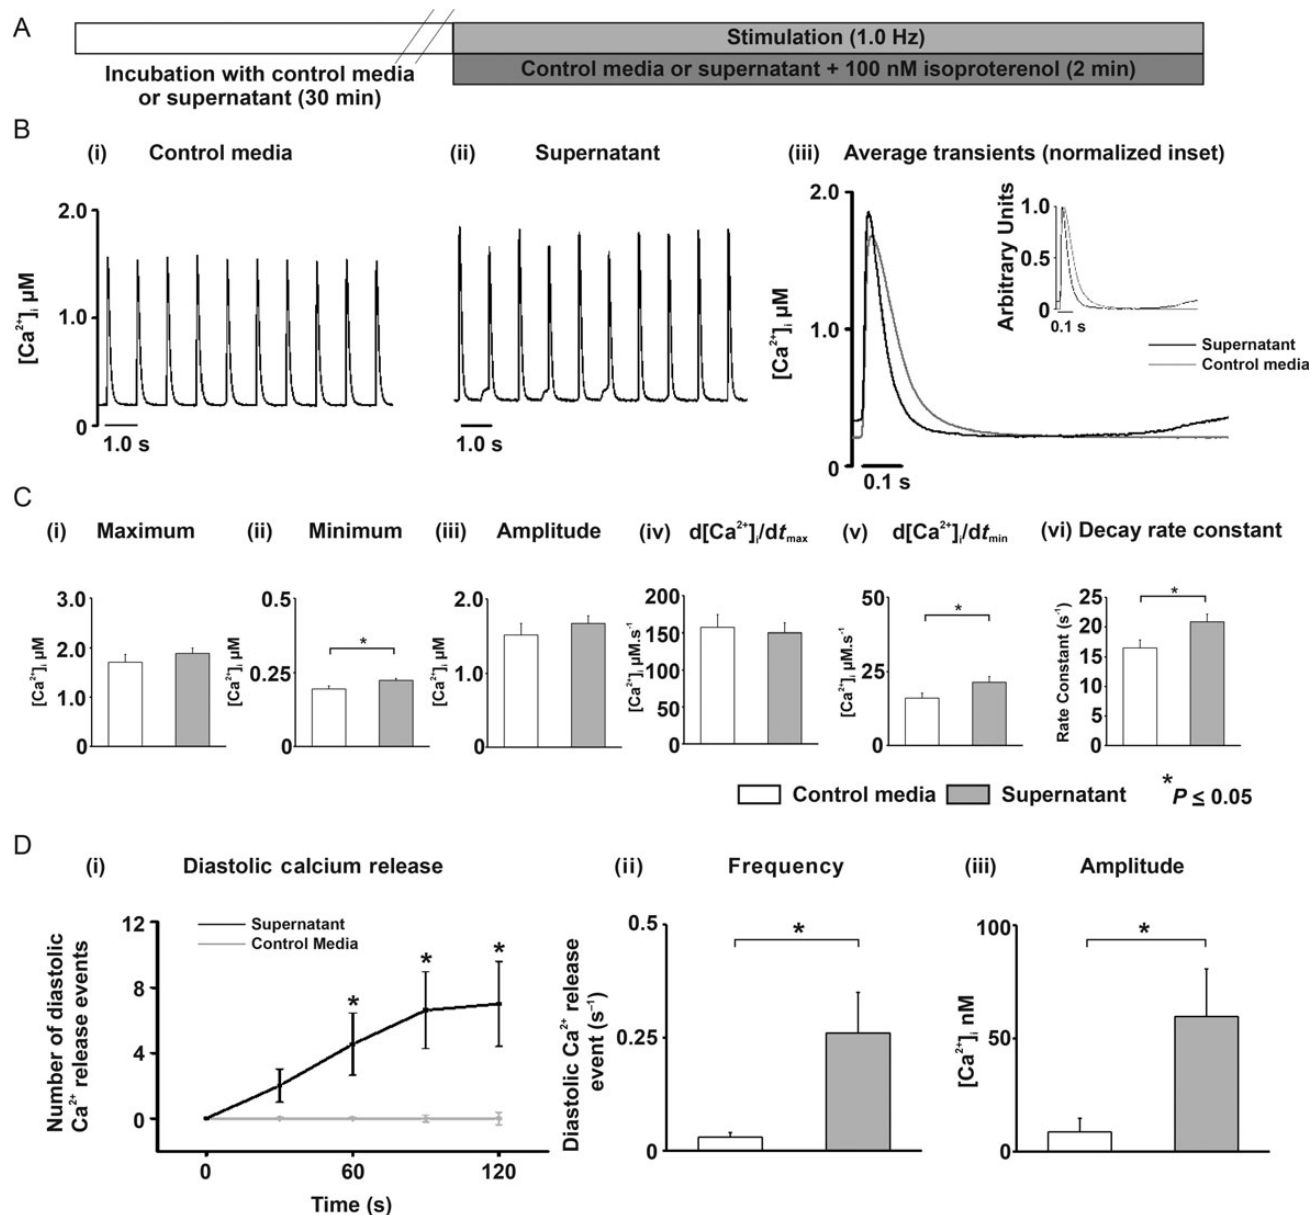 A
Stimulation (1.0 Hz)
Incubation with control media
or supernatant (30 min)
Control media or supernatant + 100 nM isoproterenol (2 min)
B
(i) Control media
(ii) Supernatant
(iii) Average transients (normalized inset)
[Ca²⁺]ᵢ µM
2.0
1.0
0
1.0 s
1.0 s
[Ca²⁺]ᵢ µM
2.0
1.0
0
0.1 s
Arbitrary Units
1.0
0.5
0
0.1 s
Supernatant
Control media
C
(i) Maximum
[Ca²⁺]ᵢ µM
3.0
2.0
1.0
0
(ii) Minimum
[Ca²⁺]ᵢ µM
0.5
0.25
0
*
(iii) Amplitude
[Ca²⁺]ᵢ µM
2.0
1.0
0
(iv) d[Ca²⁺]ᵢ/dtmax
[Ca²⁺]ᵢ µM.s⁻¹
200
150
100
50
0
(v) d[Ca²⁺]ᵢ/dtmin
[Ca²⁺]ᵢ µM.s⁻¹
50
25
0
*
(vi) Decay rate constant
Rate Constant (s⁻¹)
25
20
15
10
5
0
*
Control media
Supernatant
*P ≤ 0.05
D
(i) Diastolic calcium release
Number of diastolic
Ca²⁺ release events
12
8
4
0
Supernatant
Control Media
*
*
*
0
60
120
Time (s)
(ii) Frequency
Diastolic Ca²⁺ release
event (s⁻¹)
0.5
0.25
0
*
(iii) Amplitude
[Ca²⁺]ᵢ nM
100
50
0
*